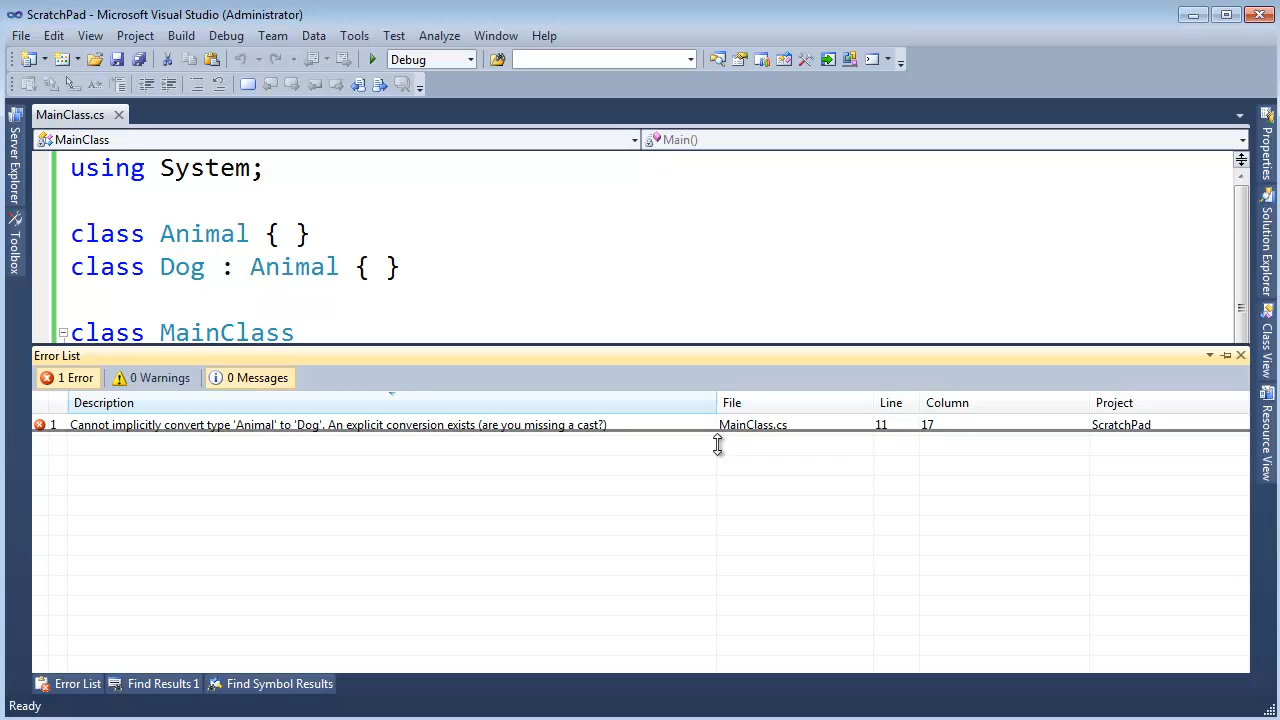 ScratchPad - Microsoft Visual Studio (Administrator)
File Edit View Project Build Debug Team Data Tools Test Analyze Window Help
Debug
MainClass.cs
MainClass
Main()
using System;
class Animal { }
class Dog : Animal { }
class MainClass
Server Explorer
Toolbox
Properties
Solution Explorer
Class View
Resource View
Error List
1 Error 0 Warnings 0 Messages
Description File Line Column Project
1 Cannot implicitly convert type 'Animal' to 'Dog'. An explicit conversion exists (are you missing a cast?) MainClass.cs 11 17 ScratchPad
Error List Find Results 1 Find Symbol Results
Ready